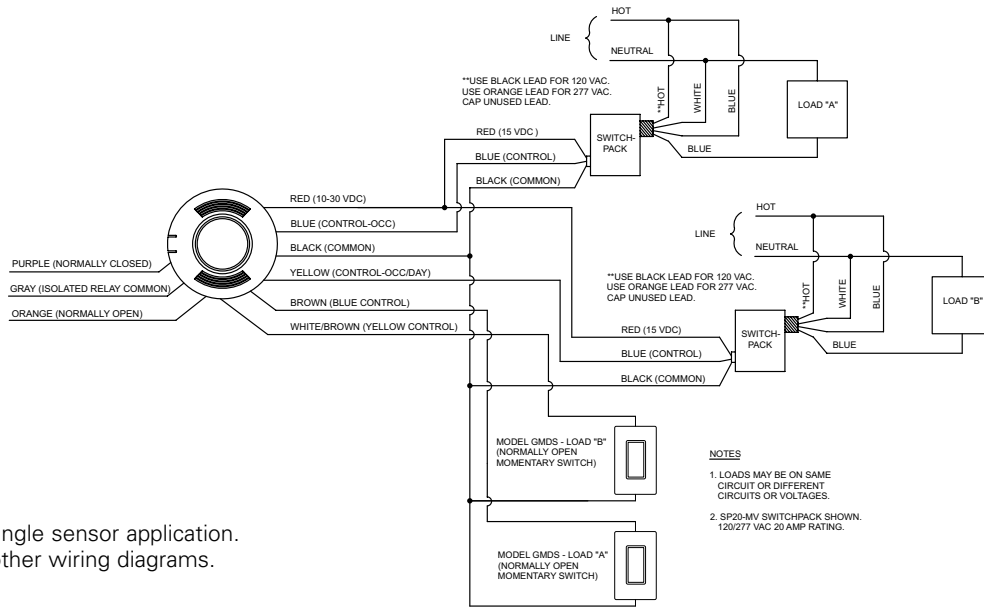 HOT
LINE
NEUTRAL
**USE BLACK LEAD FOR 120 VAC.
USE ORANGE LEAD FOR 277 VAC.
CAP UNUSED LEAD.
**HOT
WHITE
BLUE
LOAD "A"
RED (15 VDC )
SWITCH-
PACK
BLUE (CONTROL)
BLUE
BLACK (COMMON)
RED (10-30 VDC)
BLUE (CONTROL-OCC)
BLACK (COMMON)
YELLOW (CONTROL-OCC/DAY)
BROWN (BLUE CONTROL)
WHITE/BROWN (YELLOW CONTROL)
PURPLE (NORMALLY CLOSED)
GRAY (ISOLATED RELAY COMMON)
ORANGE (NORMALLY OPEN)
HOT
LINE
NEUTRAL
**USE BLACK LEAD FOR 120 VAC.
USE ORANGE LEAD FOR 277 VAC.
CAP UNUSED LEAD.
**HOT
WHITE
BLUE
LOAD "B"
RED (15 VDC)
SWITCH-
PACK
BLUE (CONTROL)
BLUE
BLACK (COMMON)
MODEL GMDS - LOAD "B"
(NORMALLY OPEN
MOMENTARY SWITCH)
NOTES
1. LOADS MAY BE ON SAME
CIRCUIT OR DIFFERENT
CIRCUITS OR VOLTAGES.
2. SP20-MV SWITCHPACK SHOWN.
120/277 VAC 20 AMP RATING.
MODEL GMDS - LOAD "A"
(NORMALLY OPEN
MOMENTARY SWITCH)
ngle sensor application.
other wiring diagrams.